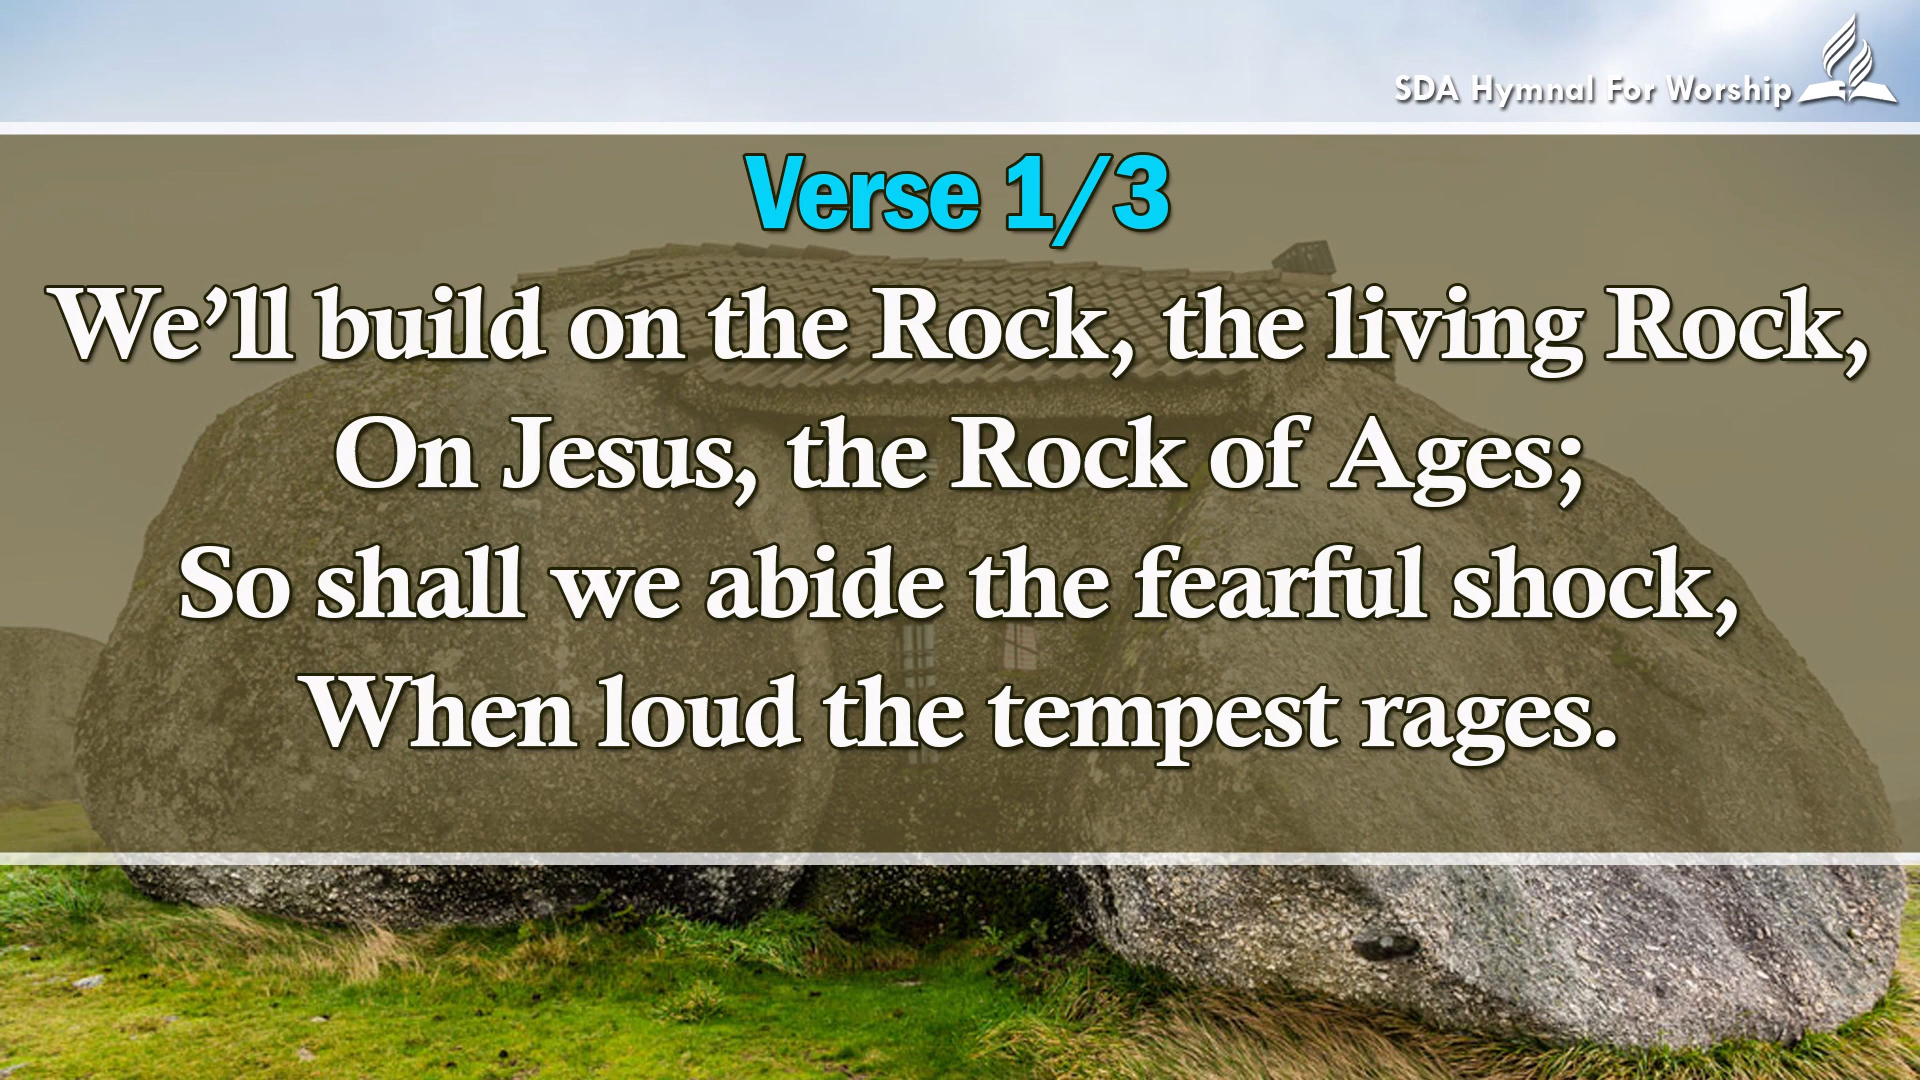 SDA Hymnal For Worship
Verse 1/3
We’ll build on the Rock, the living Rock,
On Jesus, the Rock of Ages;
So shall we abide the fearful shock,
When loud the tempest rages.